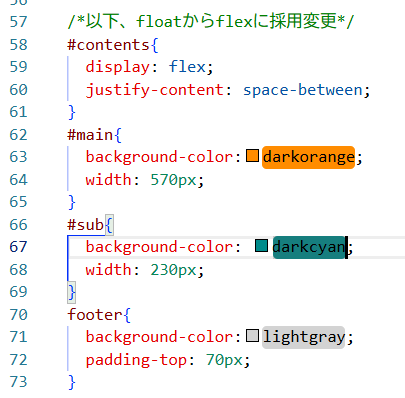 57 /*以下、floatからflexに採用変更*/
58 #contents{
59 display: flex;
60 justify-content: space-between;
61 }
62 #main{
63 background-color: darkorange;
64 width: 570px;
65 }
66 #sub{
67 background-color: darkcyan;
68 width: 230px;
69 }
70 footer{
71 background-color: lightgray;
72 padding-top: 70px;
73 }